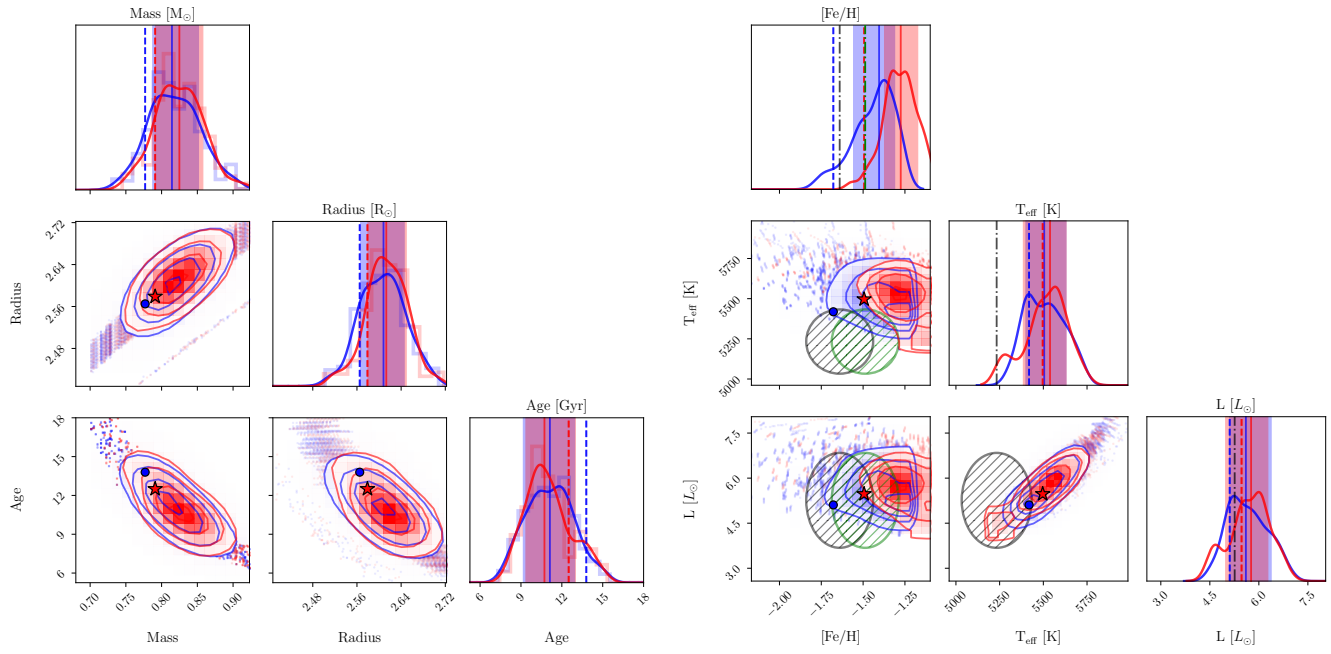 Mass [M⊙]
[Fe/H]
Radius [R⊙]
T_eff [K]
Radius
2.72
2.64
2.56
2.48
T_eff [K]
5750
5500
5250
5000
Age [Gyr]
L [L⊙]
Age
18
15
12
9
6
L [L⊙]
7.5
6.0
4.5
3.0
0.70 0.75 0.80 0.85 0.90
2.48 2.56 2.64 2.72
6 9 12 15 18
−2.00 −1.75 −1.50 −1.25
5000 5250 5500 5750
3.0 4.5 6.0 7.5
Mass Radius Age
[Fe/H] T_eff [K] L [L⊙]